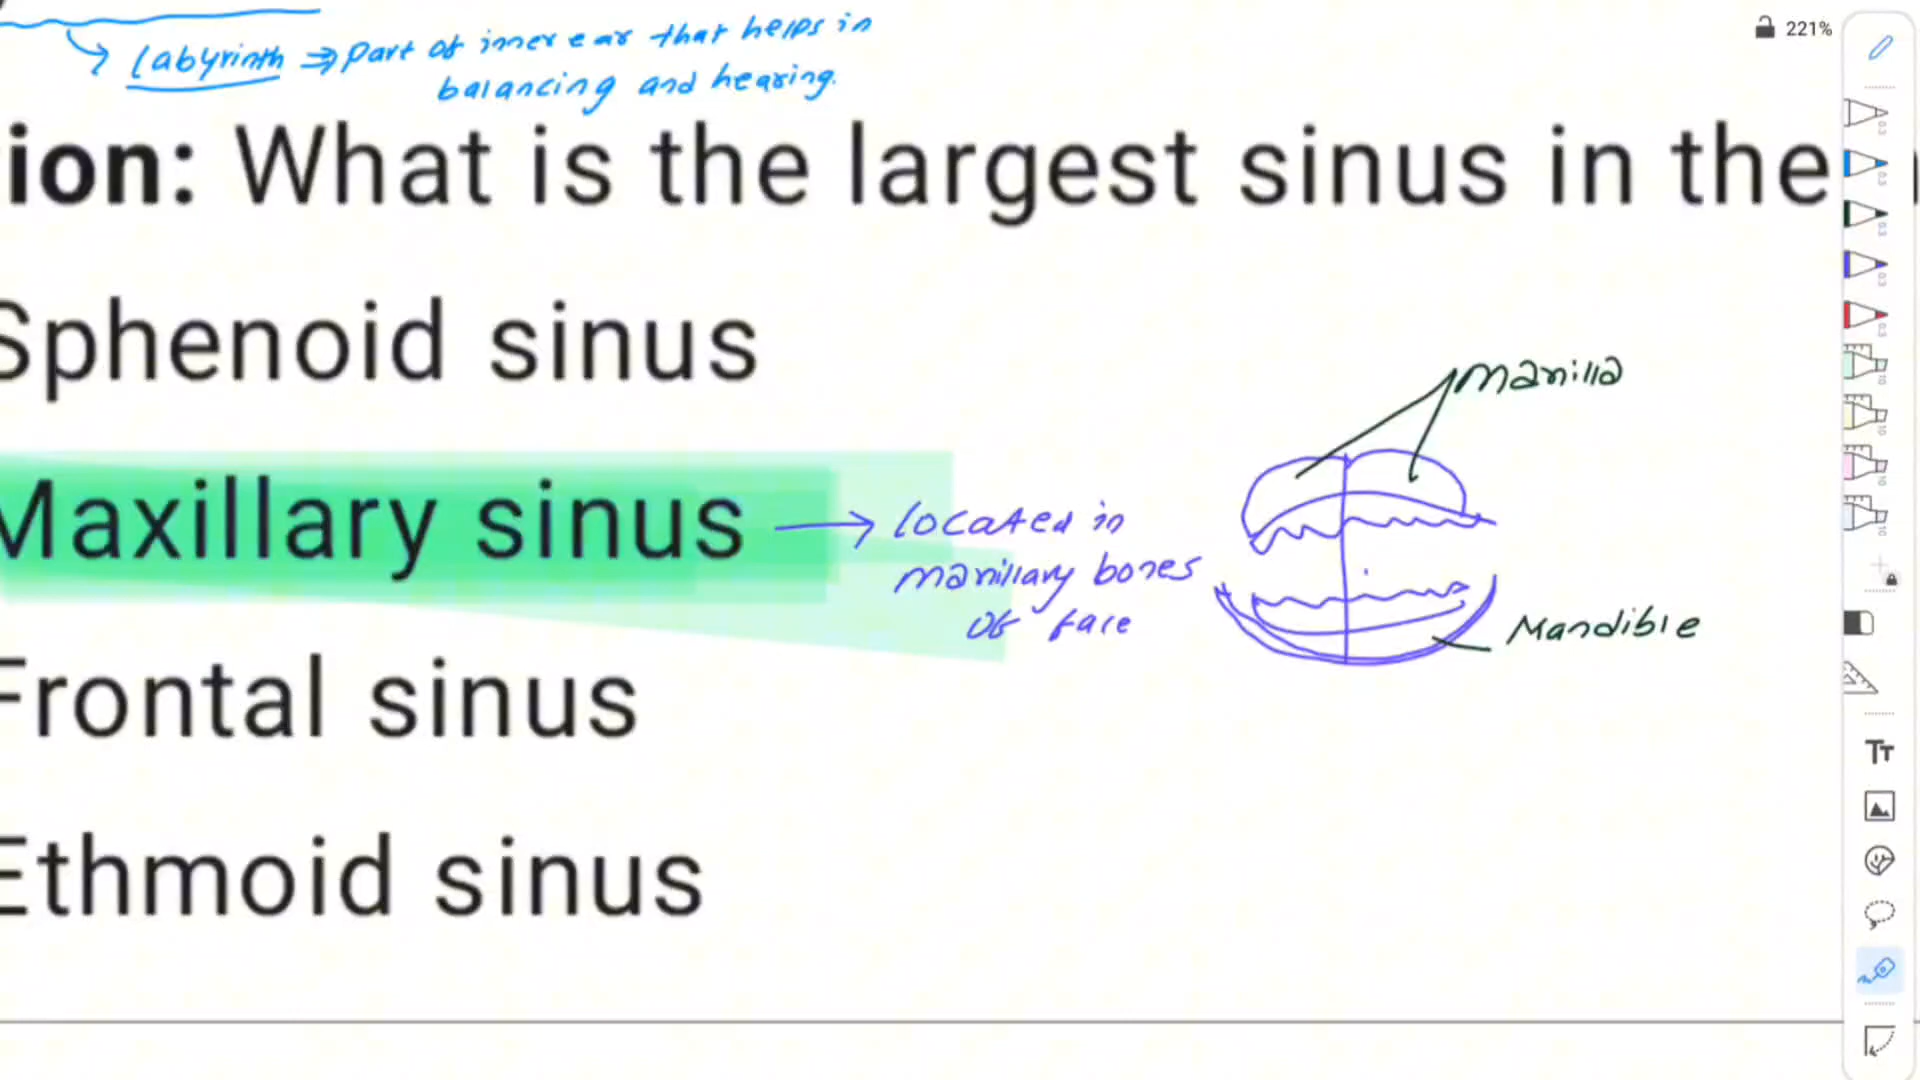 Labyrinth ⇒ Part of inner ear that helps in
balancing and hearing.
221%
ion: What is the largest sinus in the
Sphenoid sinus
Maxilla
Maxillary sinus → Located in
maxillary bones
of face
Mandible
Frontal sinus
Ethmoid sinus
TT